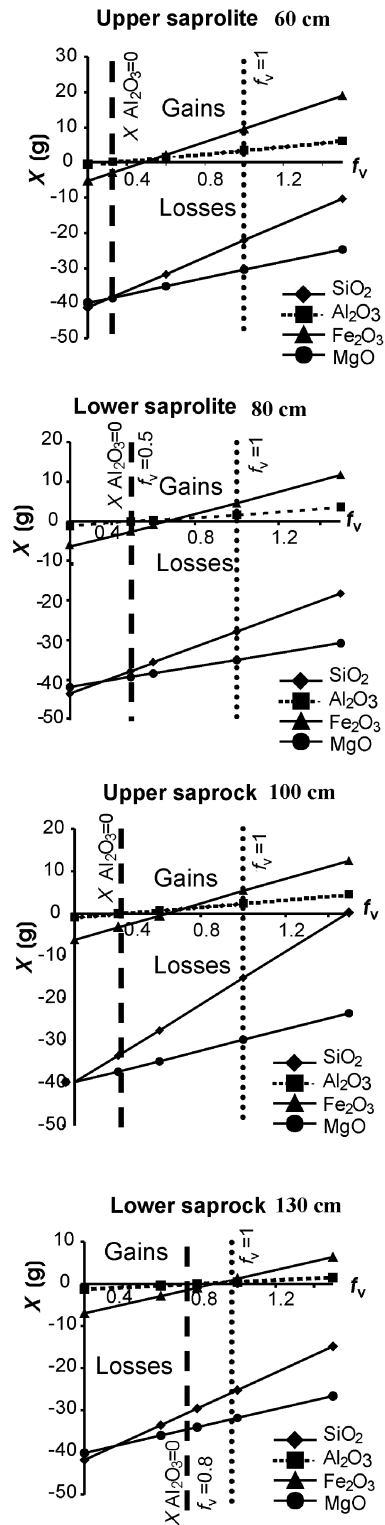 Upper saprolite 60 cm
X Al₂O₃=0
fv=1
30
20
10
0
-10
-20
-30
-40
-50
X (g)
Gains
Losses
0.4
0.8
1.2
fv
SiO₂
Al₂O₃
Fe₂O₃
MgO
Lower saprolite 80 cm
X Al₂O₃=0
fv=0.5
fv=1
20
10
0
-10
-20
-30
-40
-50
X (g)
Gains
Losses
0.4
0.8
1.2
fv
SiO₂
Al₂O₃
Fe₂O₃
MgO
Upper saprock 100 cm
X Al₂O₃=0
fv=1
20
10
0
-10
-20
-30
-40
-50
X (g)
Gains
Losses
0.4
0.8
1.2
fv
SiO₂
Al₂O₃
Fe₂O₃
MgO
Lower saprock 130 cm
fv=1
10
0
-10
-20
-30
-40
-50
X (g)
Gains
Losses
0.4
0.8
1.2
fv
X Al₂O₃=0
fv=0.8
SiO₂
Al₂O₃
Fe₂O₃
MgO